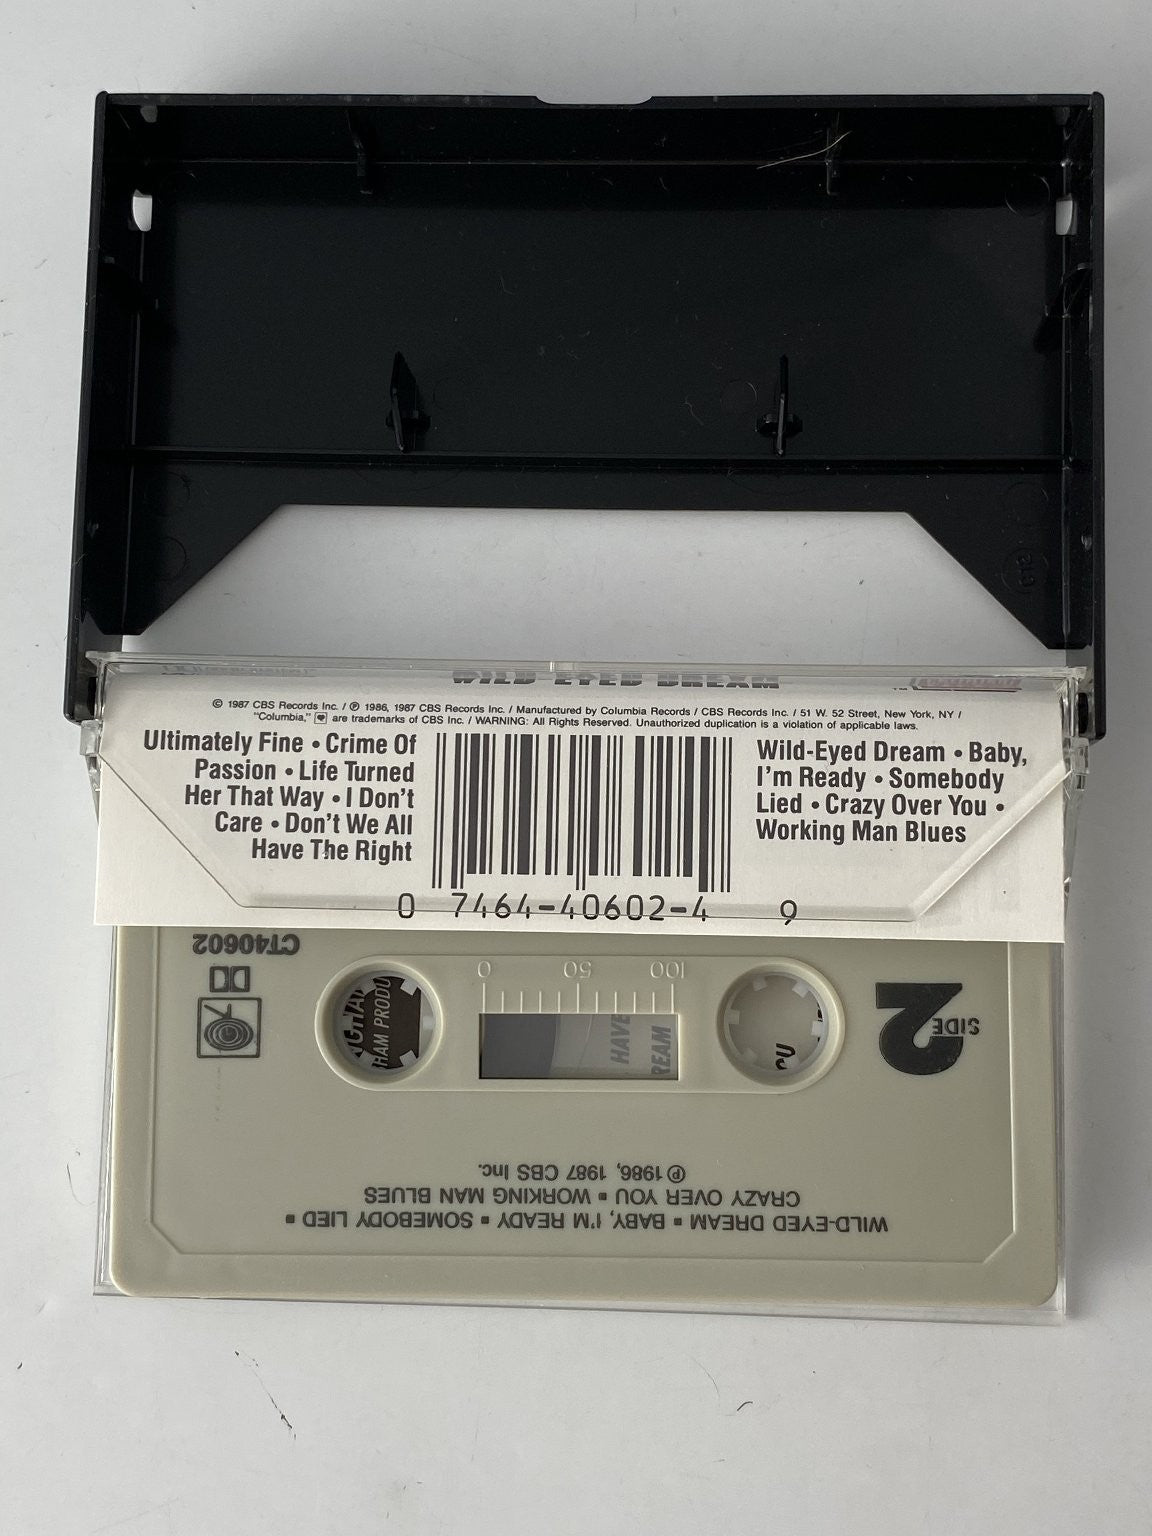 WILD EYED DREAM
© 1987 CBS Records Inc. / ℗ 1986, 1987 CBS Records Inc. / Manufactured by Columbia Records / CBS Records Inc. / 51 W. 52 Street, New York, NY /
"Columbia," are trademarks of CBS Inc. / WARNING: All Rights Reserved. Unauthorized duplication is a violation of applicable laws.
Ultimately Fine • Crime Of
Passion • Life Turned
Her That Way • I Don't
Care • Don't We All
Have The Right
Wild-Eyed Dream • Baby,
I'm Ready • Somebody
Lied • Crazy Over You •
Working Man Blues
0 7464-40602-4 9
CT40602
0 50 100
HAM PRODU
HAVE
REAM
SIDE
2
WILD-EYED DREAM ▪ BABY, I'M READY ▪ SOMEBODY LIED ▪
CRAZY OVER YOU ▪ WORKING MAN BLUES
℗ 1986, 1987 CBS Inc.